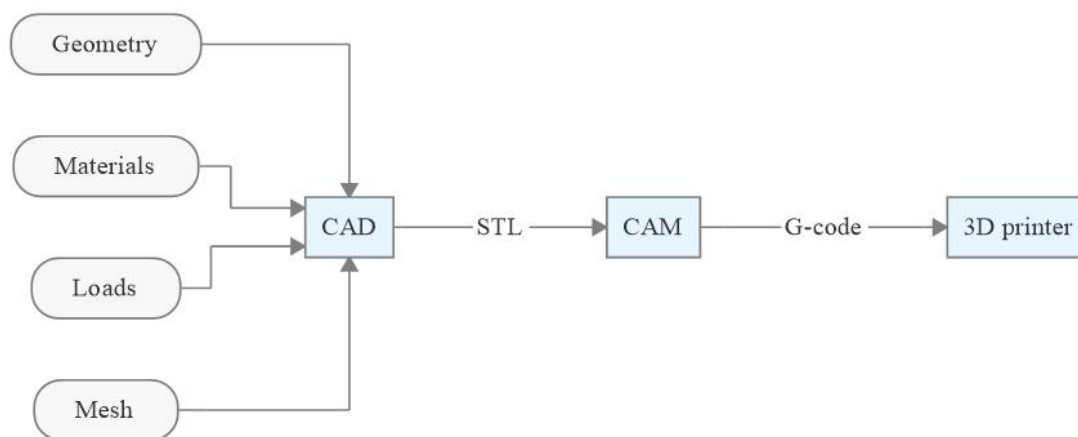 Geometry
Materials
CAD
STL
CAM
G-code
3D printer
Loads
Mesh